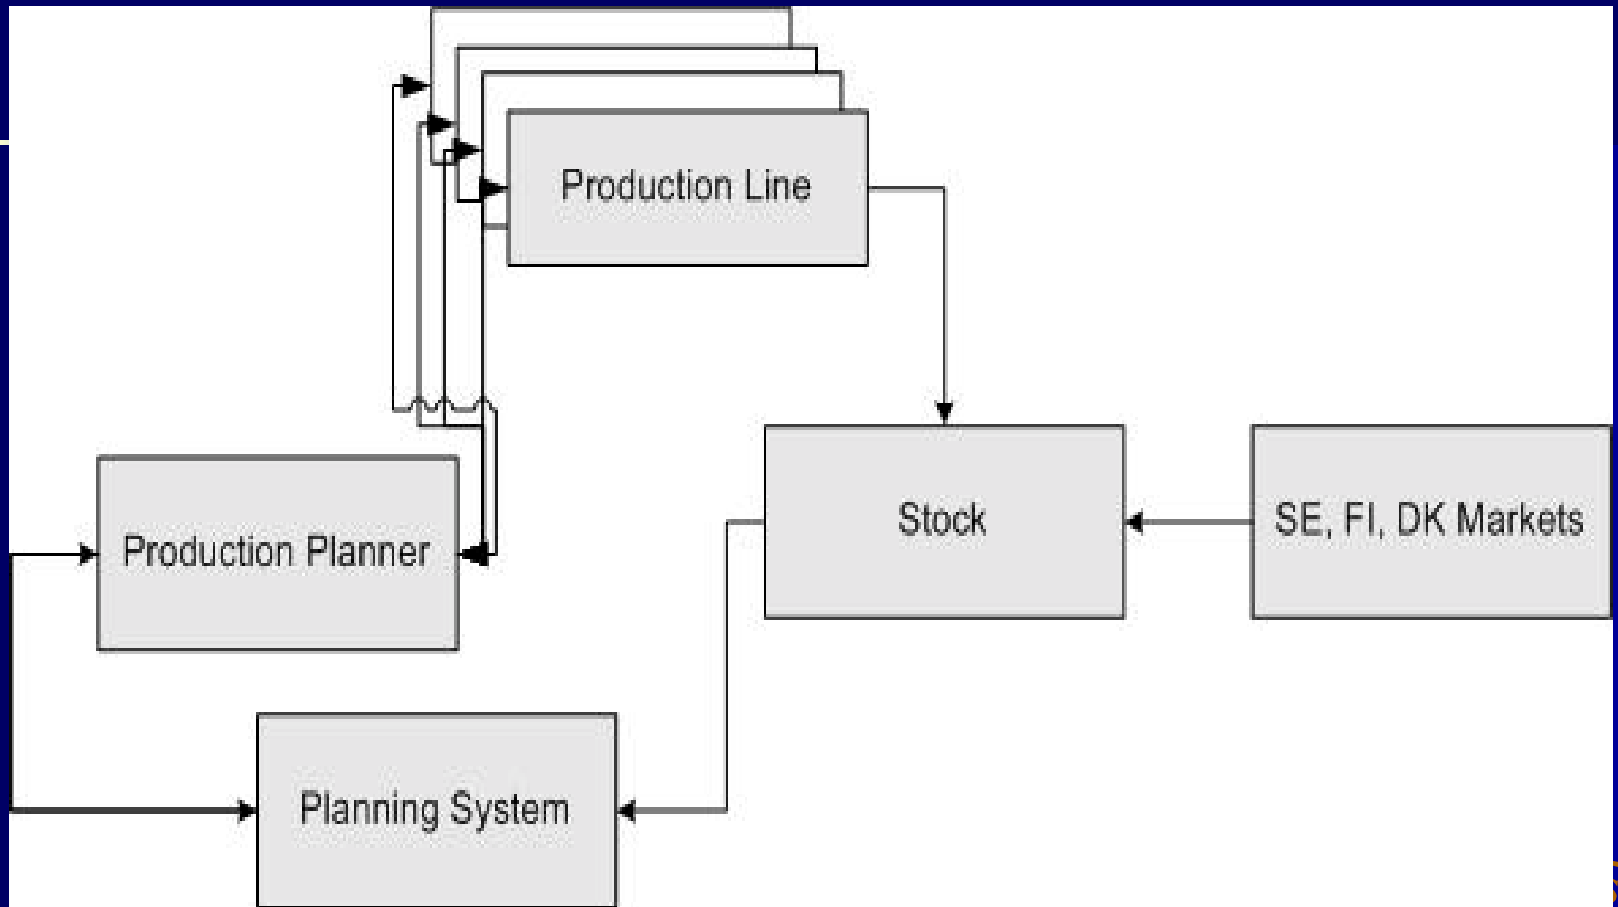 Production Line
Stock
SE, FI, DK Markets
Production Planner
Planning System